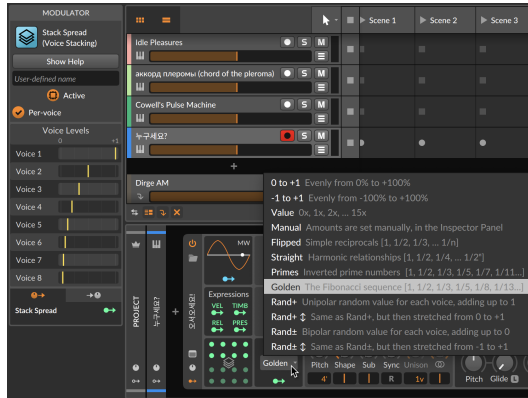 MODULATOR
Stack Spread
(Voice Stacking)
Show Help
User-defined name
Active
Per-voice
Voice Levels
0 +1
Voice 1
Voice 2
Voice 3
Voice 4
Voice 5
Voice 6
Voice 7
Voice 8
Stack Spread
Scene 1
Scene 2
Scene 3
Idle Pleasures
S M
аккорд плеромы (chord of the pleroma)
S M
Cowell's Pulse Machine
S M
누구세요?
S M
+
Dirge AM
0 to +1 Evenly from 0% to +100%
-1 to +1 Evenly from -100% to +100%
Value 0x, 1x, 2x, ... 15x
Manual Amounts are set manually, in the Inspector Panel
Flipped Simple reciprocals [1, 1/2, 1/3, ... 1/n]
Straight Harmonic relationships [1, 2/4, ... 1/2"]
Primes Inverted prime numbers [1, 1/2, 1/3, 1/5, 1/7, 1/11...]
Golden The Fibonacci sequence [1, 1/2, 1/3, 1/5, 1/8, 1/13...]
Rand+ Unipolar random value for each voice, adding up to 1
Rand+ ↕ Same as Rand+, but then stretched from 0 to +1
Rand± Bipolar random value for each voice, adding up to 0
Rand± ↕ Same as Rand±, but then stretched from -1 to +1
PROJECT
누구세요?
+
MW
Expressions
VEL TIMB
REL PRES
Golden
Pitch Shape Sub Sync Unison
4' R 1v
Pitch Glide L